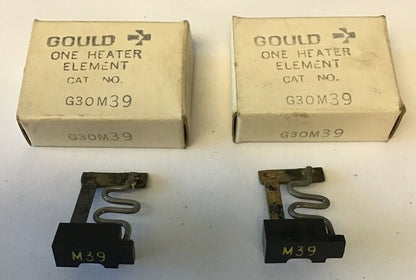 GOULD
ONE HEATER
ELEMENT
CAT. NO.
G30M39
G30M39
GOULD
ONE HEATER
ELEMENT
CAT. NO.
G30M39
G30M39
M39
M39